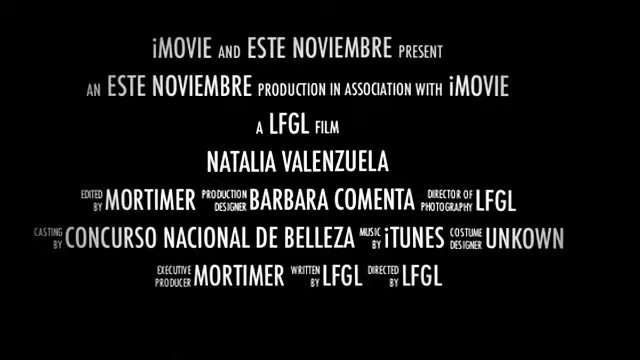 iMOVIE AND ESTE NOVIEMBRE PRESENT
AN ESTE NOVIEMBRE PRODUCTION IN ASSOCIATION WITH iMOVIE
A LFGL FILM
NATALIA VALENZUELA
EDITED BY MORTIMER PRODUCTION DESIGNER BARBARA COMENTA DIRECTOR OF PHOTOGRAPHY LFGL
CASTING BY CONCURSO NACIONAL DE BELLEZA MUSIC BY iTUNES COSTUME DESIGNER UNKOWN
EXECUTIVE PRODUCER MORTIMER WRITTEN BY LFGL DIRECTED BY LFGL